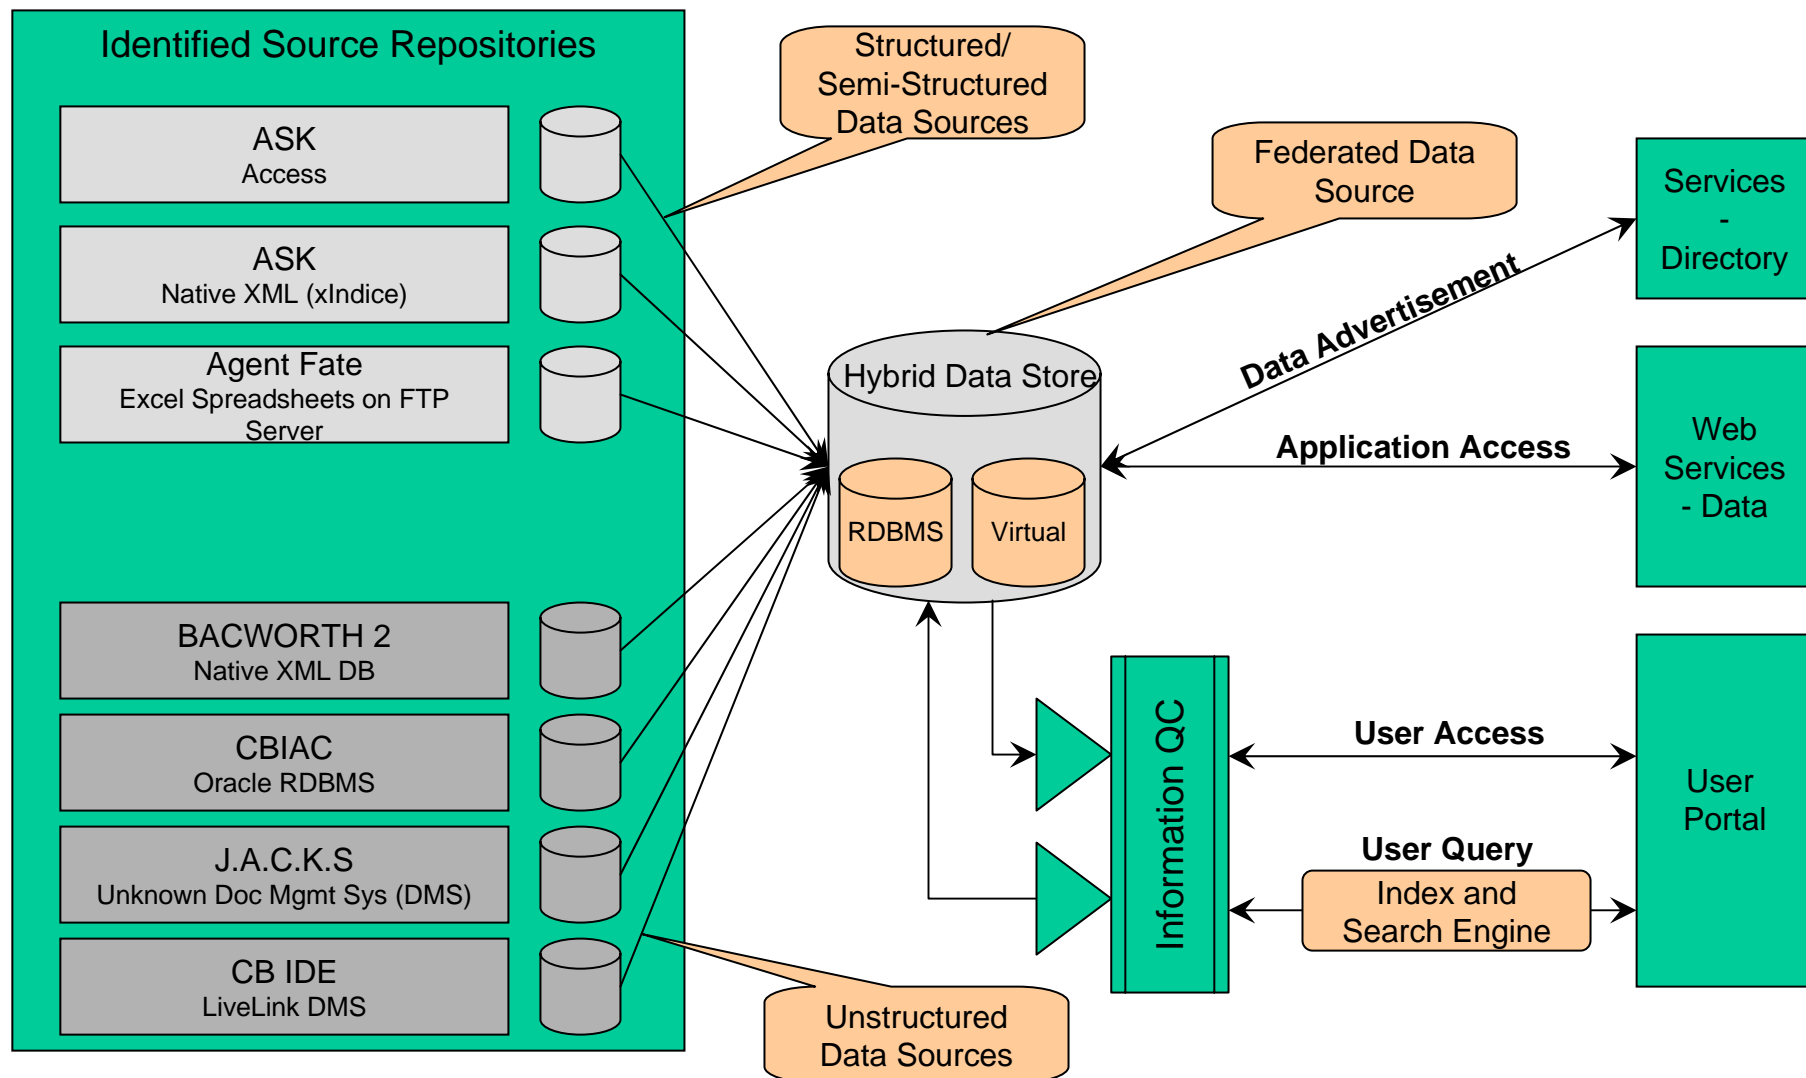 Identified Source Repositories
ASK
Access
ASK
Native XML (xIndice)
Agent Fate
Excel Spreadsheets on FTP
Server
BACWORTH 2
Native XML DB
CBIAC
Oracle RDBMS
J.A.C.K.S
Unknown Doc Mgmt Sys (DMS)
CB IDE
LiveLink DMS
Structured/
Semi-Structured
Data Sources
Federated Data
Source
Hybrid Data Store
RDBMS
Virtual
Unstructured
Data Sources
Data Advertisement
Application Access
Information QC
User Access
User Query
Index and
Search Engine
Services
-
Directory
Web
Services
- Data
User
Portal